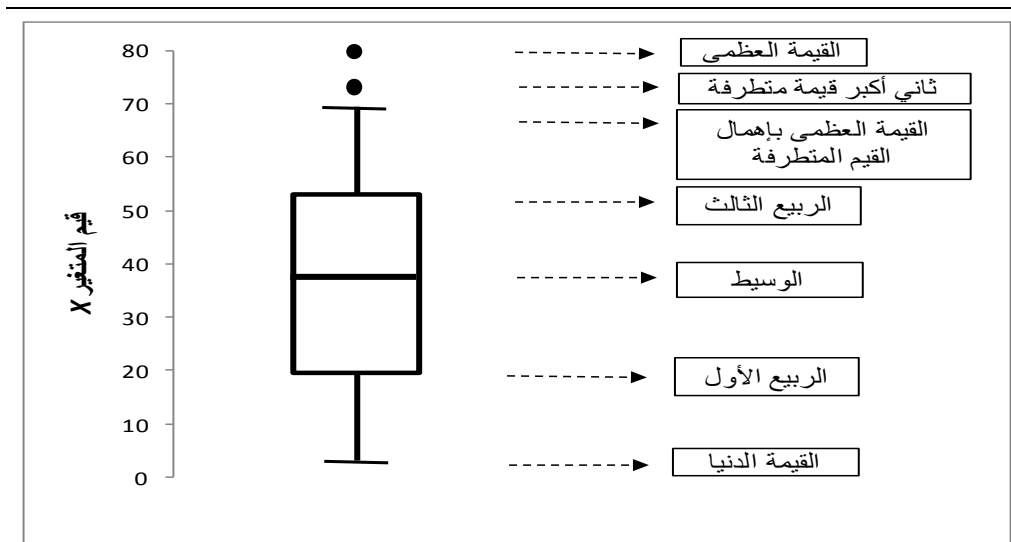 80
70
60
50
40
30
20
10
0
قيم المتغير X
القيمة العظمى
ثاني أكبر قيمة متطرفة
القيمة العظمى بإهمال
القيم المتطرفة
الربيع الثالث
الوسيط
الربيع الأول
القيمة الدنيا